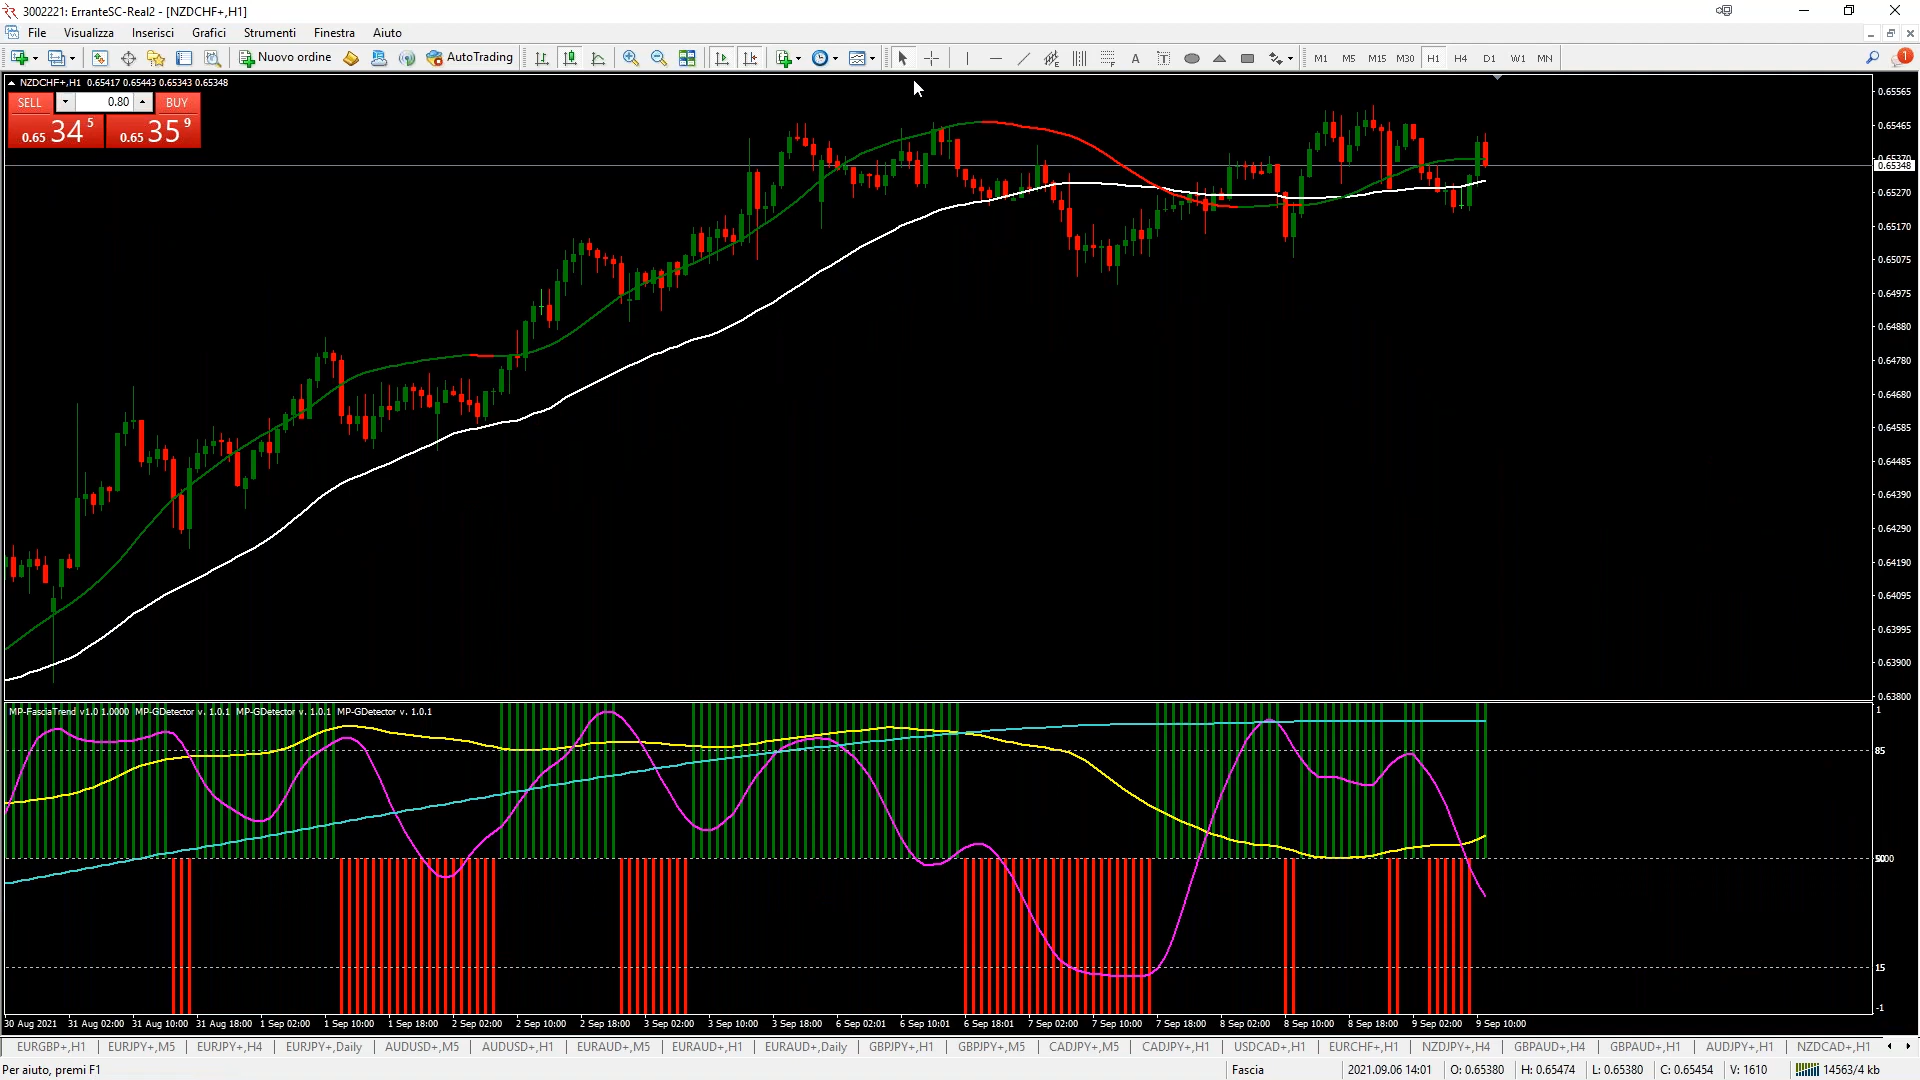 3002221: ErranteSC-Real2 - [NZDCHF+,H1]
File Visualizza Inserisci Grafici Strumenti Finestra Aiuto
Nuovo ordine AutoTrading A T M1 M5 M15 M30 H1 H4 D1 W1 MN 1
NZDCHF+,H1 0.65417 0.65443 0.65343 0.65348
SELL 0.80 BUY
0.65 34 5 0.65 35 9
0.65565
0.65465
0.65370
0.65348
0.65270
0.65170
0.65075
0.64975
0.64880
0.64780
0.64680
0.64585
0.64485
0.64390
0.64290
0.64190
0.64095
0.63995
0.63900
0.63800
MP-FasciaTrend v1.0 1.0000 MP-GDetector v. 1.0.1 MP-GDetector v. 1.0.1 MP-GDetector v. 1.0.1
1
85
15
-1
30 Aug 2021 31 Aug 02:00 31 Aug 10:00 31 Aug 18:00 1 Sep 02:00 1 Sep 10:00 1 Sep 18:00 2 Sep 02:00 2 Sep 10:00 2 Sep 18:00 3 Sep 02:00 3 Sep 10:00 3 Sep 18:00 6 Sep 02:01 6 Sep 10:01 6 Sep 18:01 7 Sep 02:00 7 Sep 10:00 7 Sep 18:00 8 Sep 02:00 8 Sep 10:00 8 Sep 18:00 9 Sep 02:00 9 Sep 10:00
EURGBP+,H1 EURJPY+,M5 EURJPY+,H4 EURJPY+,Daily AUDUSD+,M5 AUDUSD+,H1 EURAUD+,M5 EURAUD+,H1 EURAUD+,Daily GBPJPY+,H1 GBPJPY+,M5 CADJPY+,M5 CADJPY+,H1 USDCAD+,H1 EURCHF+,H1 NZDJPY+,H4 GBPAUD+,H4 GBPAUD+,H1 AUDJPY+,H1 NZDCAD+,H1
Per aiuto, premi F1 Fascia 2021.09.06 14:01 O: 0.65380 H: 0.65474 L: 0.65380 C: 0.65454 V: 1610 14563/4 kb